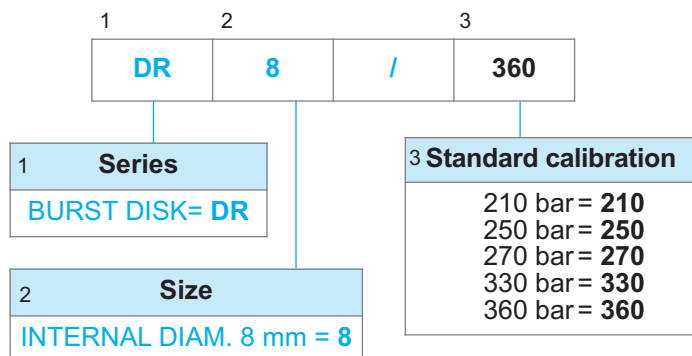 1 2 3
DR 8 / 360
1 Series
BURST DISK= DR
2 Size
INTERNAL DIAM. 8 mm = 8
3 Standard calibration
210 bar = 210
250 bar = 250
270 bar = 270
330 bar = 330
360 bar = 360